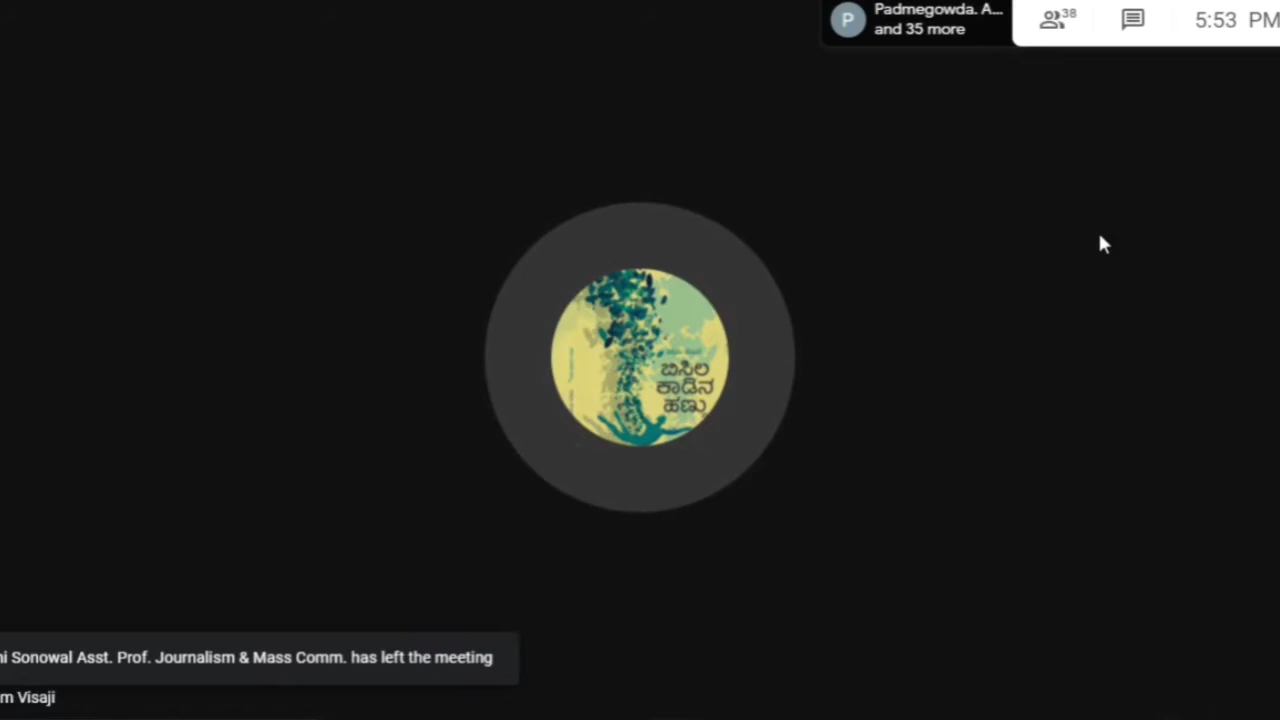 P
Padmegowda. A...
and 35 more
38
5:53 PM
ಬಿಸಿಲ
ಕಾಡಿನ
ಹಣ್ಣು
ni Sonowal Asst. Prof. Journalism & Mass Comm. has left the meeting
m Visaji